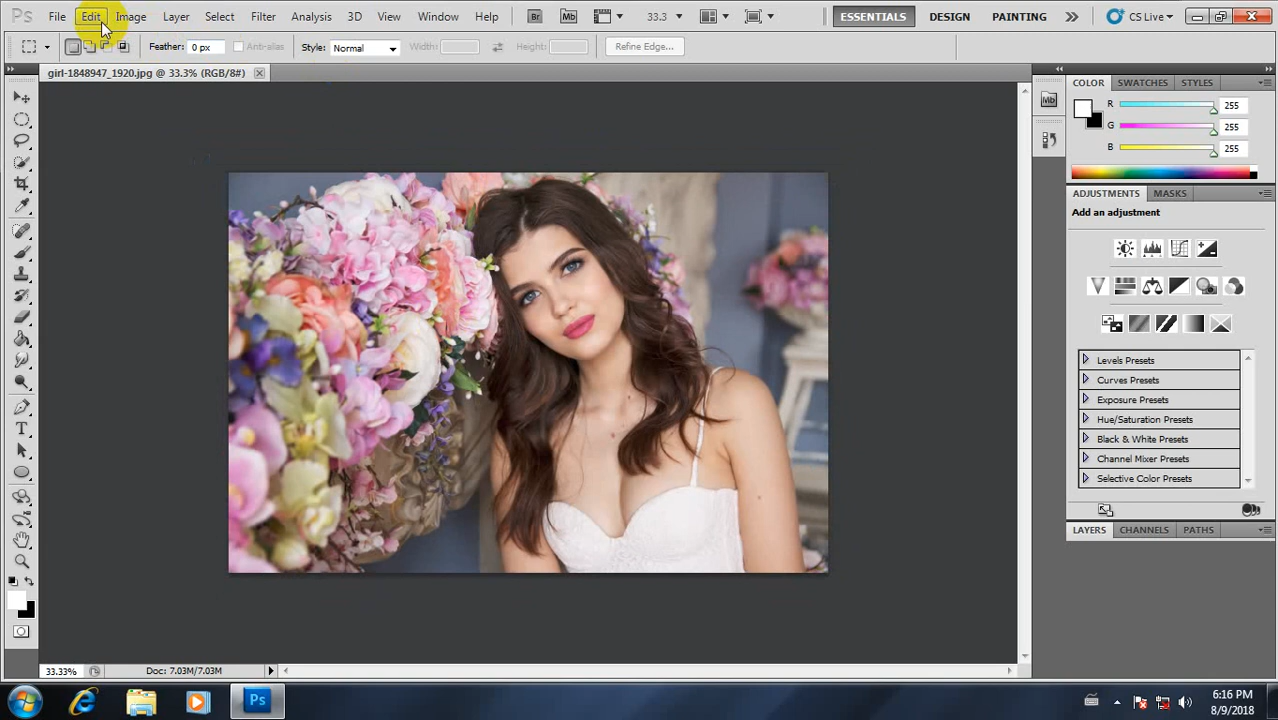 Ps File Edit Image Layer Select Filter Analysis 3D View Window Help Br Mb 33.3 ESSENTIALS DESIGN PAINTING CS Live
Feather: 0 px Anti-alias Style: Normal Width: Height: Refine Edge...
girl-1848947_1920.jpg @ 33.3% (RGB/8#)
COLOR SWATCHES STYLES
Mb
R 255
G 255
B 255
ADJUSTMENTS MASKS
Add an adjustment
Levels Presets
Curves Presets
Exposure Presets
Hue/Saturation Presets
Black & White Presets
Channel Mixer Presets
Selective Color Presets
LAYERS CHANNELS PATHS
33.33% Doc: 7.03M/7.03M
Ps
6:16 PM
8/9/2018